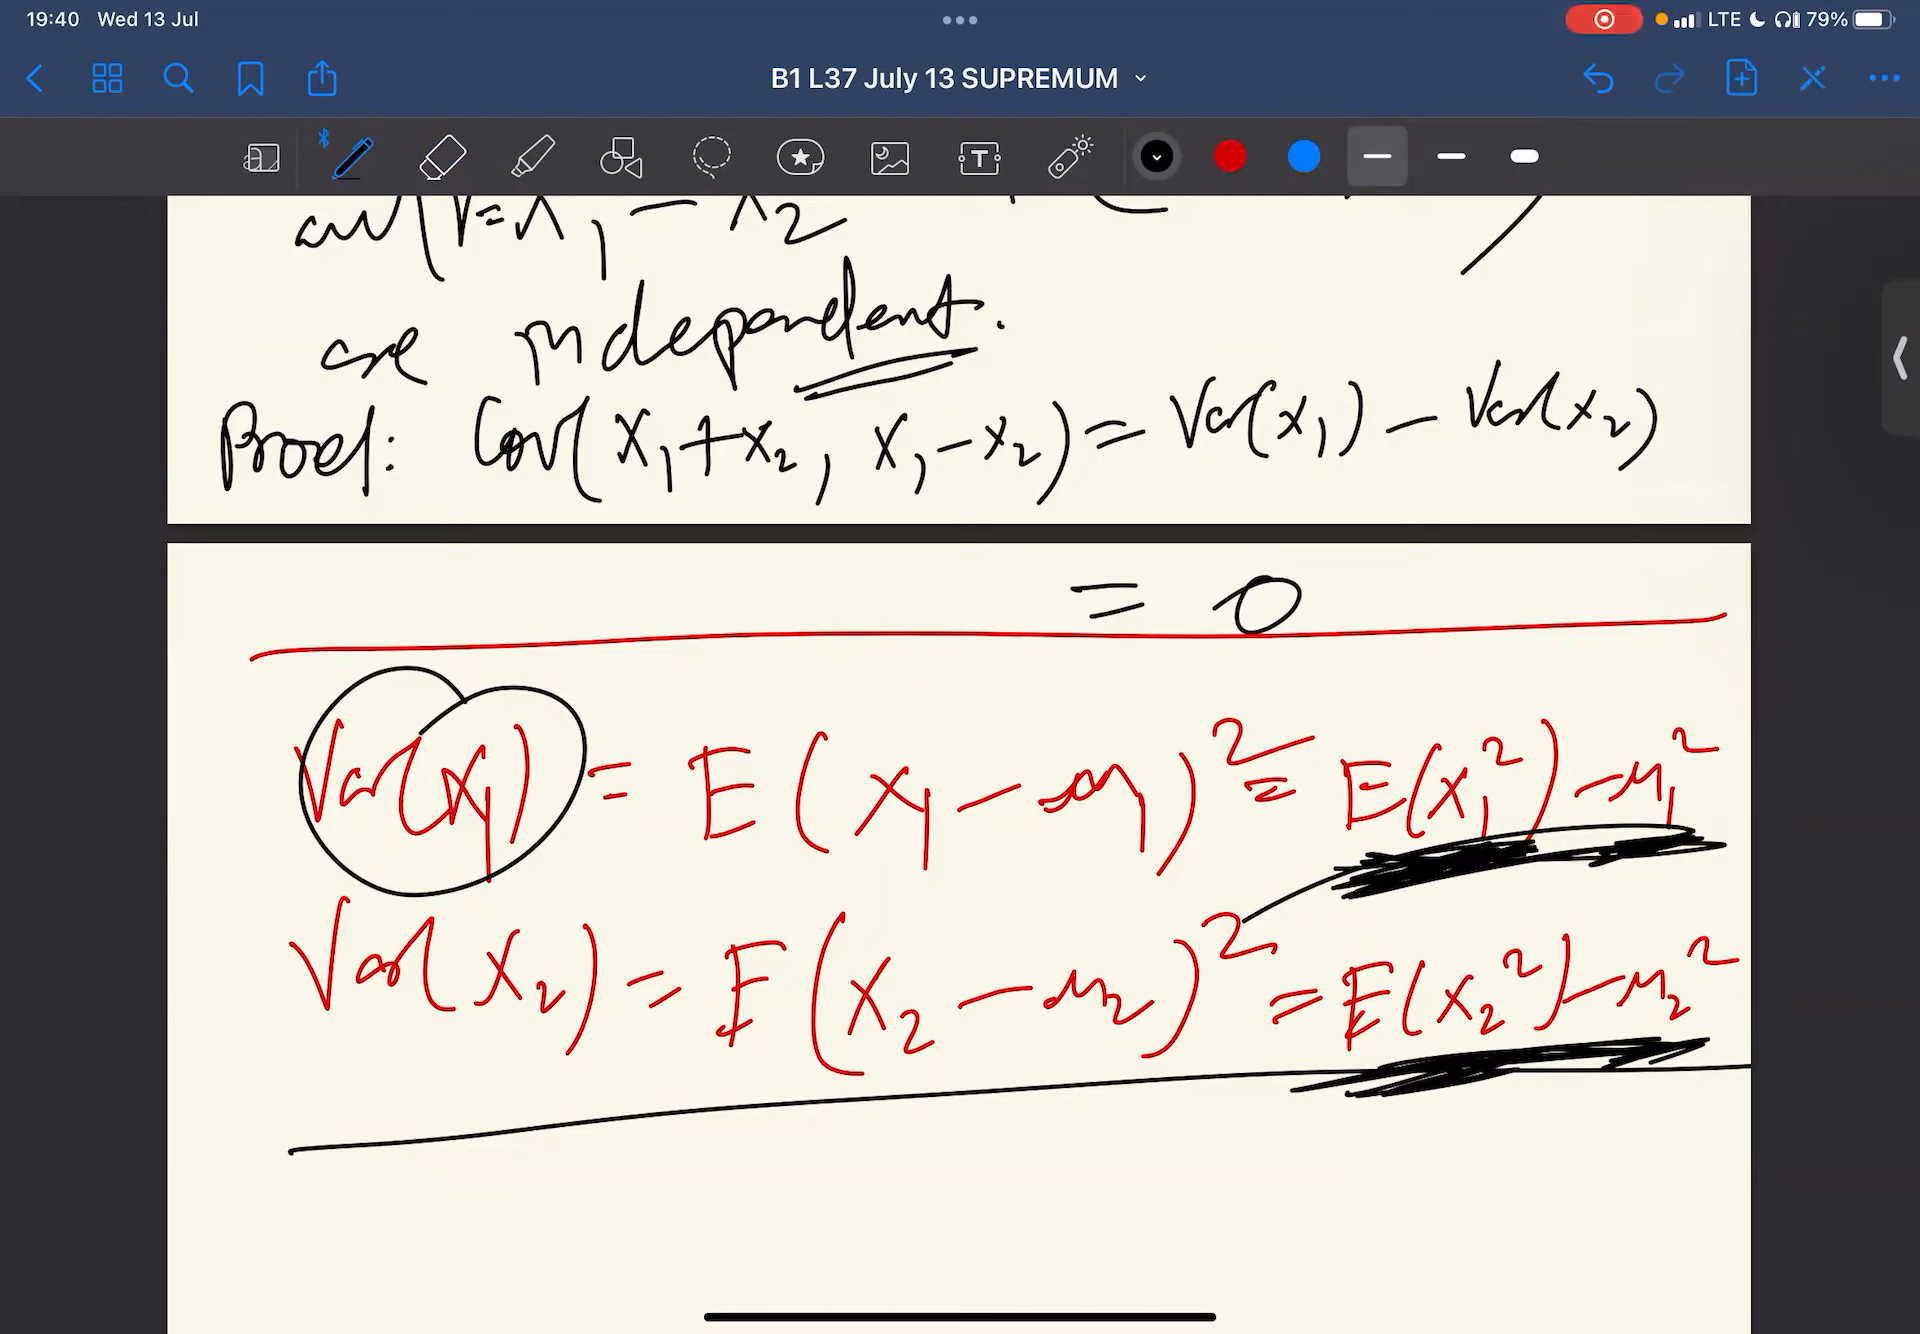 19:40 Wed 13 Jul
LTE 79%
B1 L37 July 13 SUPREMUM
V = X₁ - X₂
are independent.
Proof: Cov(X₁+X₂, X₁-X₂) = Var(X₁) - Var(X₂)
= 0
Var(X₁) = E(X₁-μ₁)² = E(X₁²) - μ₁²
Var(X₂) = E(X₂-μ₂)² = E(X₂²) - μ₂²